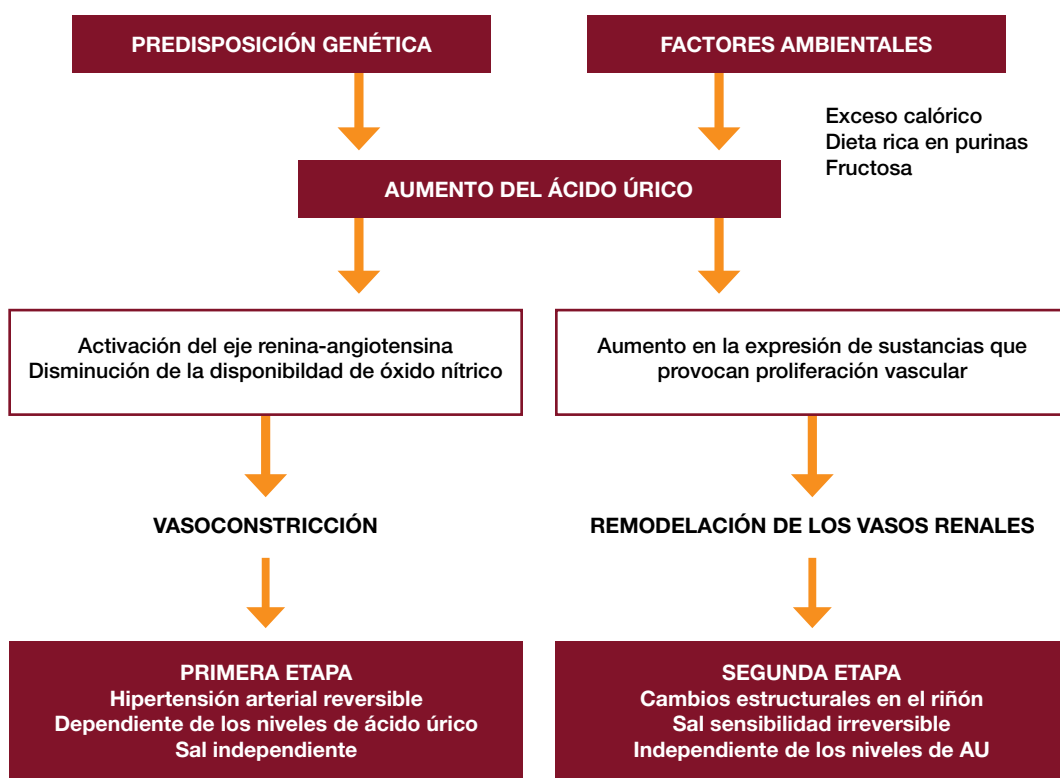 PREDISPOSICIÓN GENÉTICA
FACTORES AMBIENTALES
Exceso calórico
Dieta rica en purinas
Fructosa
AUMENTO DEL ÁCIDO ÚRICO
Activación del eje renina-angiotensina
Disminución de la disponibildad de óxido nítrico
Aumento en la expresión de sustancias que
provocan proliferación vascular
VASOCONSTRICCIÓN
REMODELACIÓN DE LOS VASOS RENALES
PRIMERA ETAPA
Hipertensión arterial reversible
Dependiente de los niveles de ácido úrico
Sal independiente
SEGUNDA ETAPA
Cambios estructurales en el riñón
Sal sensibilidad irreversible
Independiente de los niveles de AU